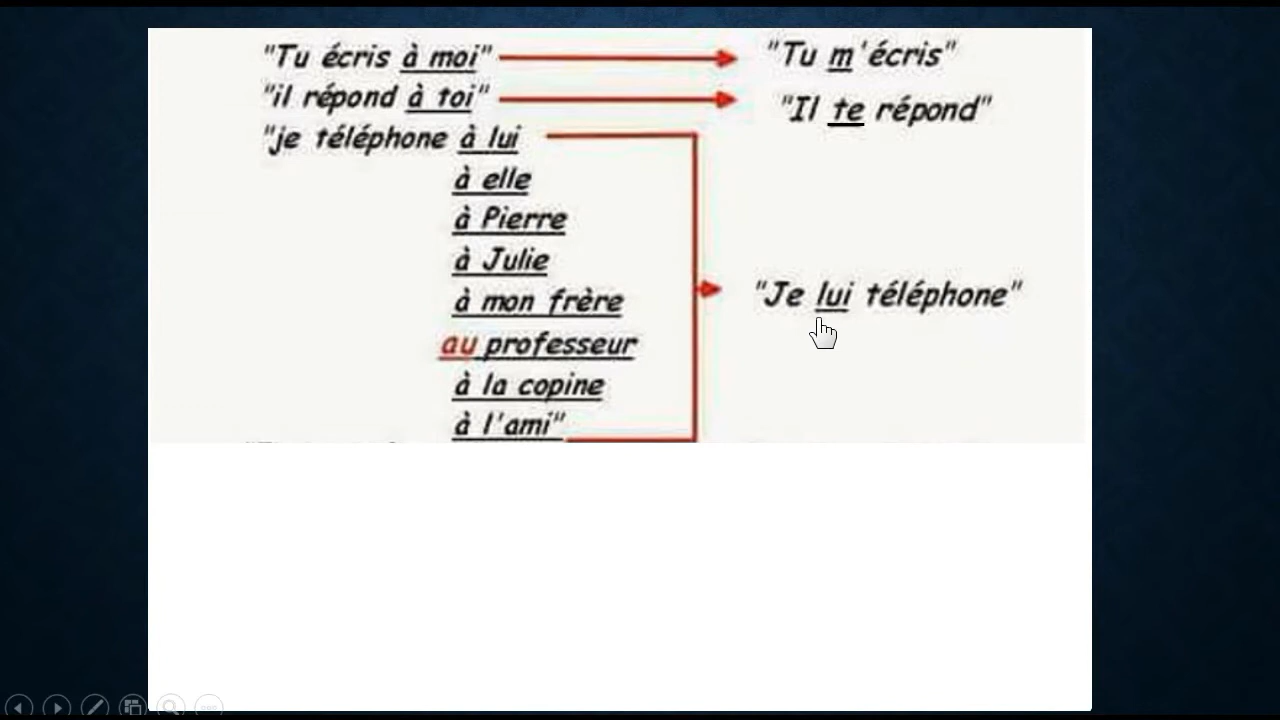 "Tu écris à moi" "Tu m'écris"
"il répond à toi" "Il te répond"
"je téléphone à lui
à elle
à Pierre
à Julie
à mon frère "Je lui téléphone"
au professeur
à la copine
à l'ami"